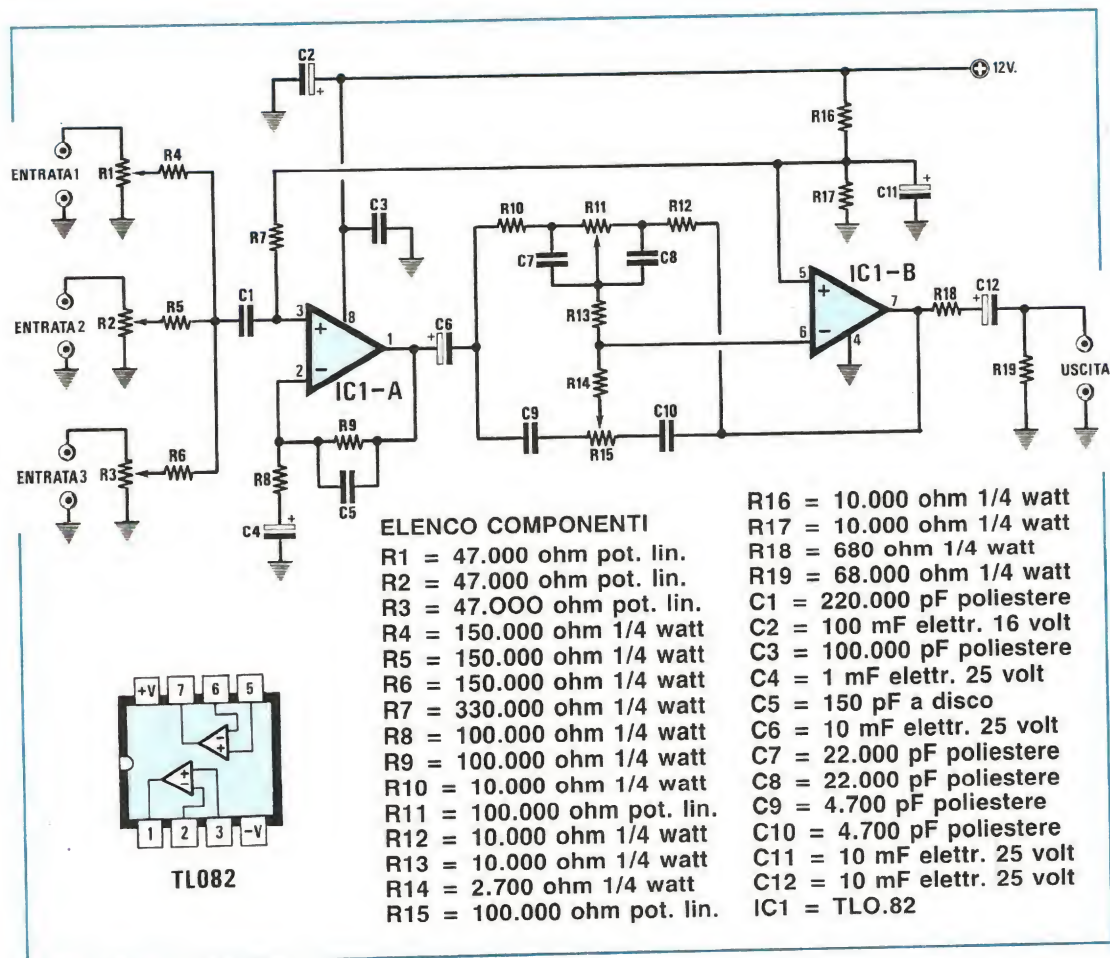 C2
12V.
R16
ENTRATA 1
R1
R4
R7
C3
R10
R11
R12
R17
C11
C7
C8
IC1-B
ENTRATA 2
R2
R5
C1
3
8
1
2
IC1-A
C6
R13
5
6
7
4
R18
C12
R14
R19
USCITA
C9
C10
R15
ENTRATA 3
R3
R6
R9
R8
C5
C4
ELENCO COMPONENTI
R1 = 47.000 ohm pot. lin.
R2 = 47.000 ohm pot. lin.
R3 = 47.OOO ohm pot. lin.
R4 = 150.000 ohm 1/4 watt
R5 = 150.000 ohm 1/4 watt
R6 = 150.000 ohm 1/4 watt
R7 = 330.000 ohm 1/4 watt
R8 = 100.000 ohm 1/4 watt
R9 = 100.000 ohm 1/4 watt
R10 = 10.000 ohm 1/4 watt
R11 = 100.000 ohm pot. lin.
R12 = 10.000 ohm 1/4 watt
R13 = 10.000 ohm 1/4 watt
R14 = 2.700 ohm 1/4 watt
R15 = 100.000 ohm pot. lin.
R16 = 10.000 ohm 1/4 watt
R17 = 10.000 ohm 1/4 watt
R18 = 680 ohm 1/4 watt
R19 = 68.000 ohm 1/4 watt
C1 = 220.000 pF poliestere
C2 = 100 mF elettr. 16 volt
C3 = 100.000 pF poliestere
C4 = 1 mF elettr. 25 volt
C5 = 150 pF a disco
C6 = 10 mF elettr. 25 volt
C7 = 22.000 pF poliestere
C8 = 22.000 pF poliestere
C9 = 4.700 pF poliestere
C10 = 4.700 pF poliestere
C11 = 10 mF elettr. 25 volt
C12 = 10 mF elettr. 25 volt
IC1 = TLO.82
+V 7 6 5
1 2 3 -V
TL082